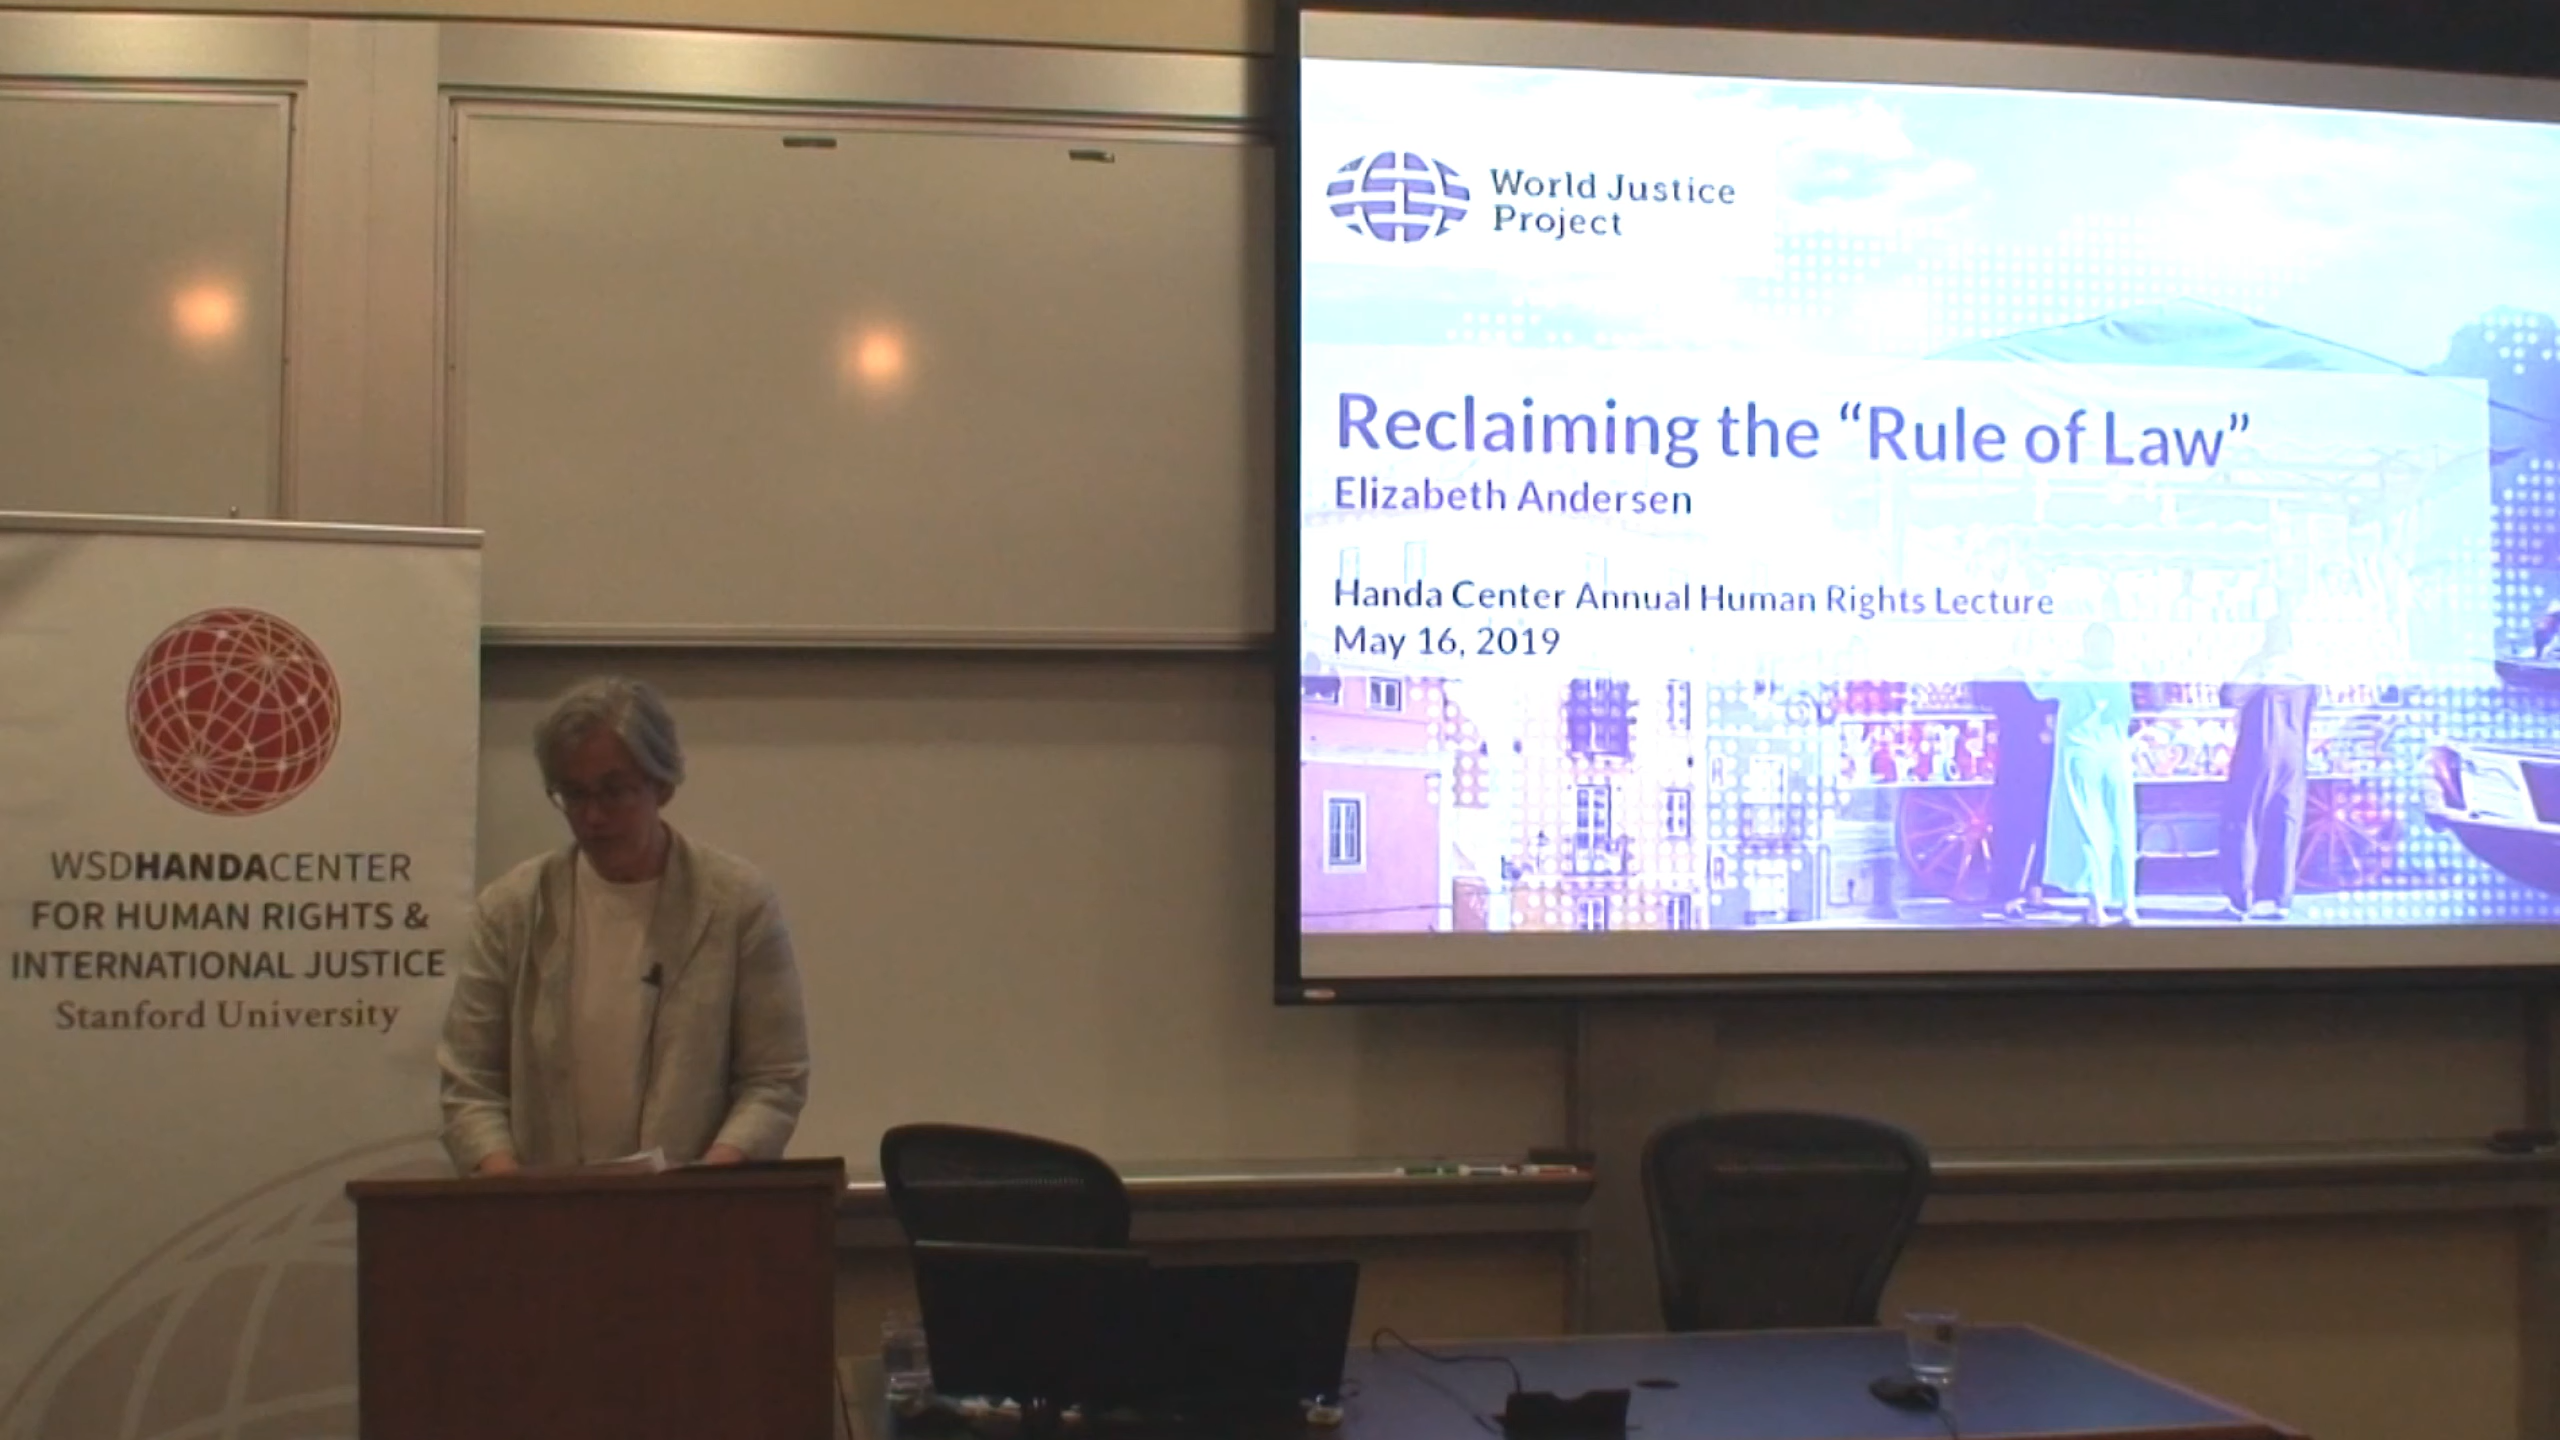 WSDHANDACENTER
FOR HUMAN RIGHTS &
INTERNATIONAL JUSTICE
Stanford University
World Justice
Project
Reclaiming the “Rule of Law”
Elizabeth Andersen
Handa Center Annual Human Rights Lecture
May 16, 2019